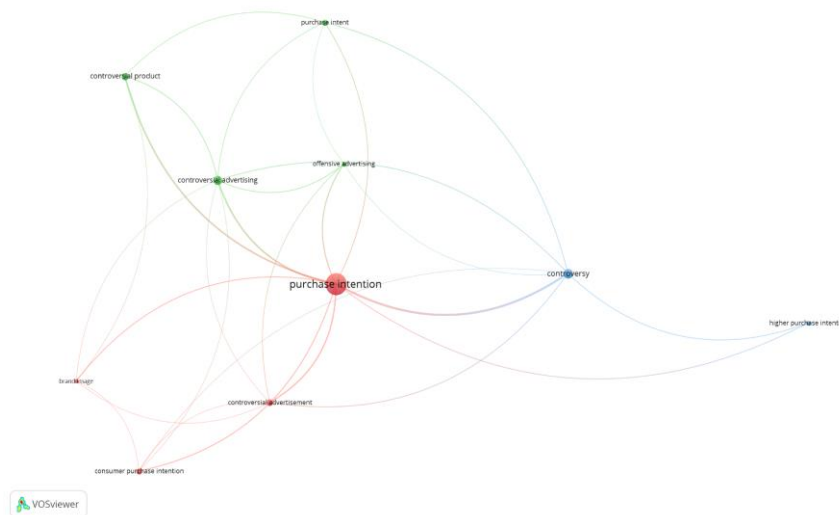 purchase intent
controversial product
offensive advertising
controversial advertising
controversy
purchase intention
higher purchase intent
brand image
controversial advertisement
consumer purchase intention
VOSviewer